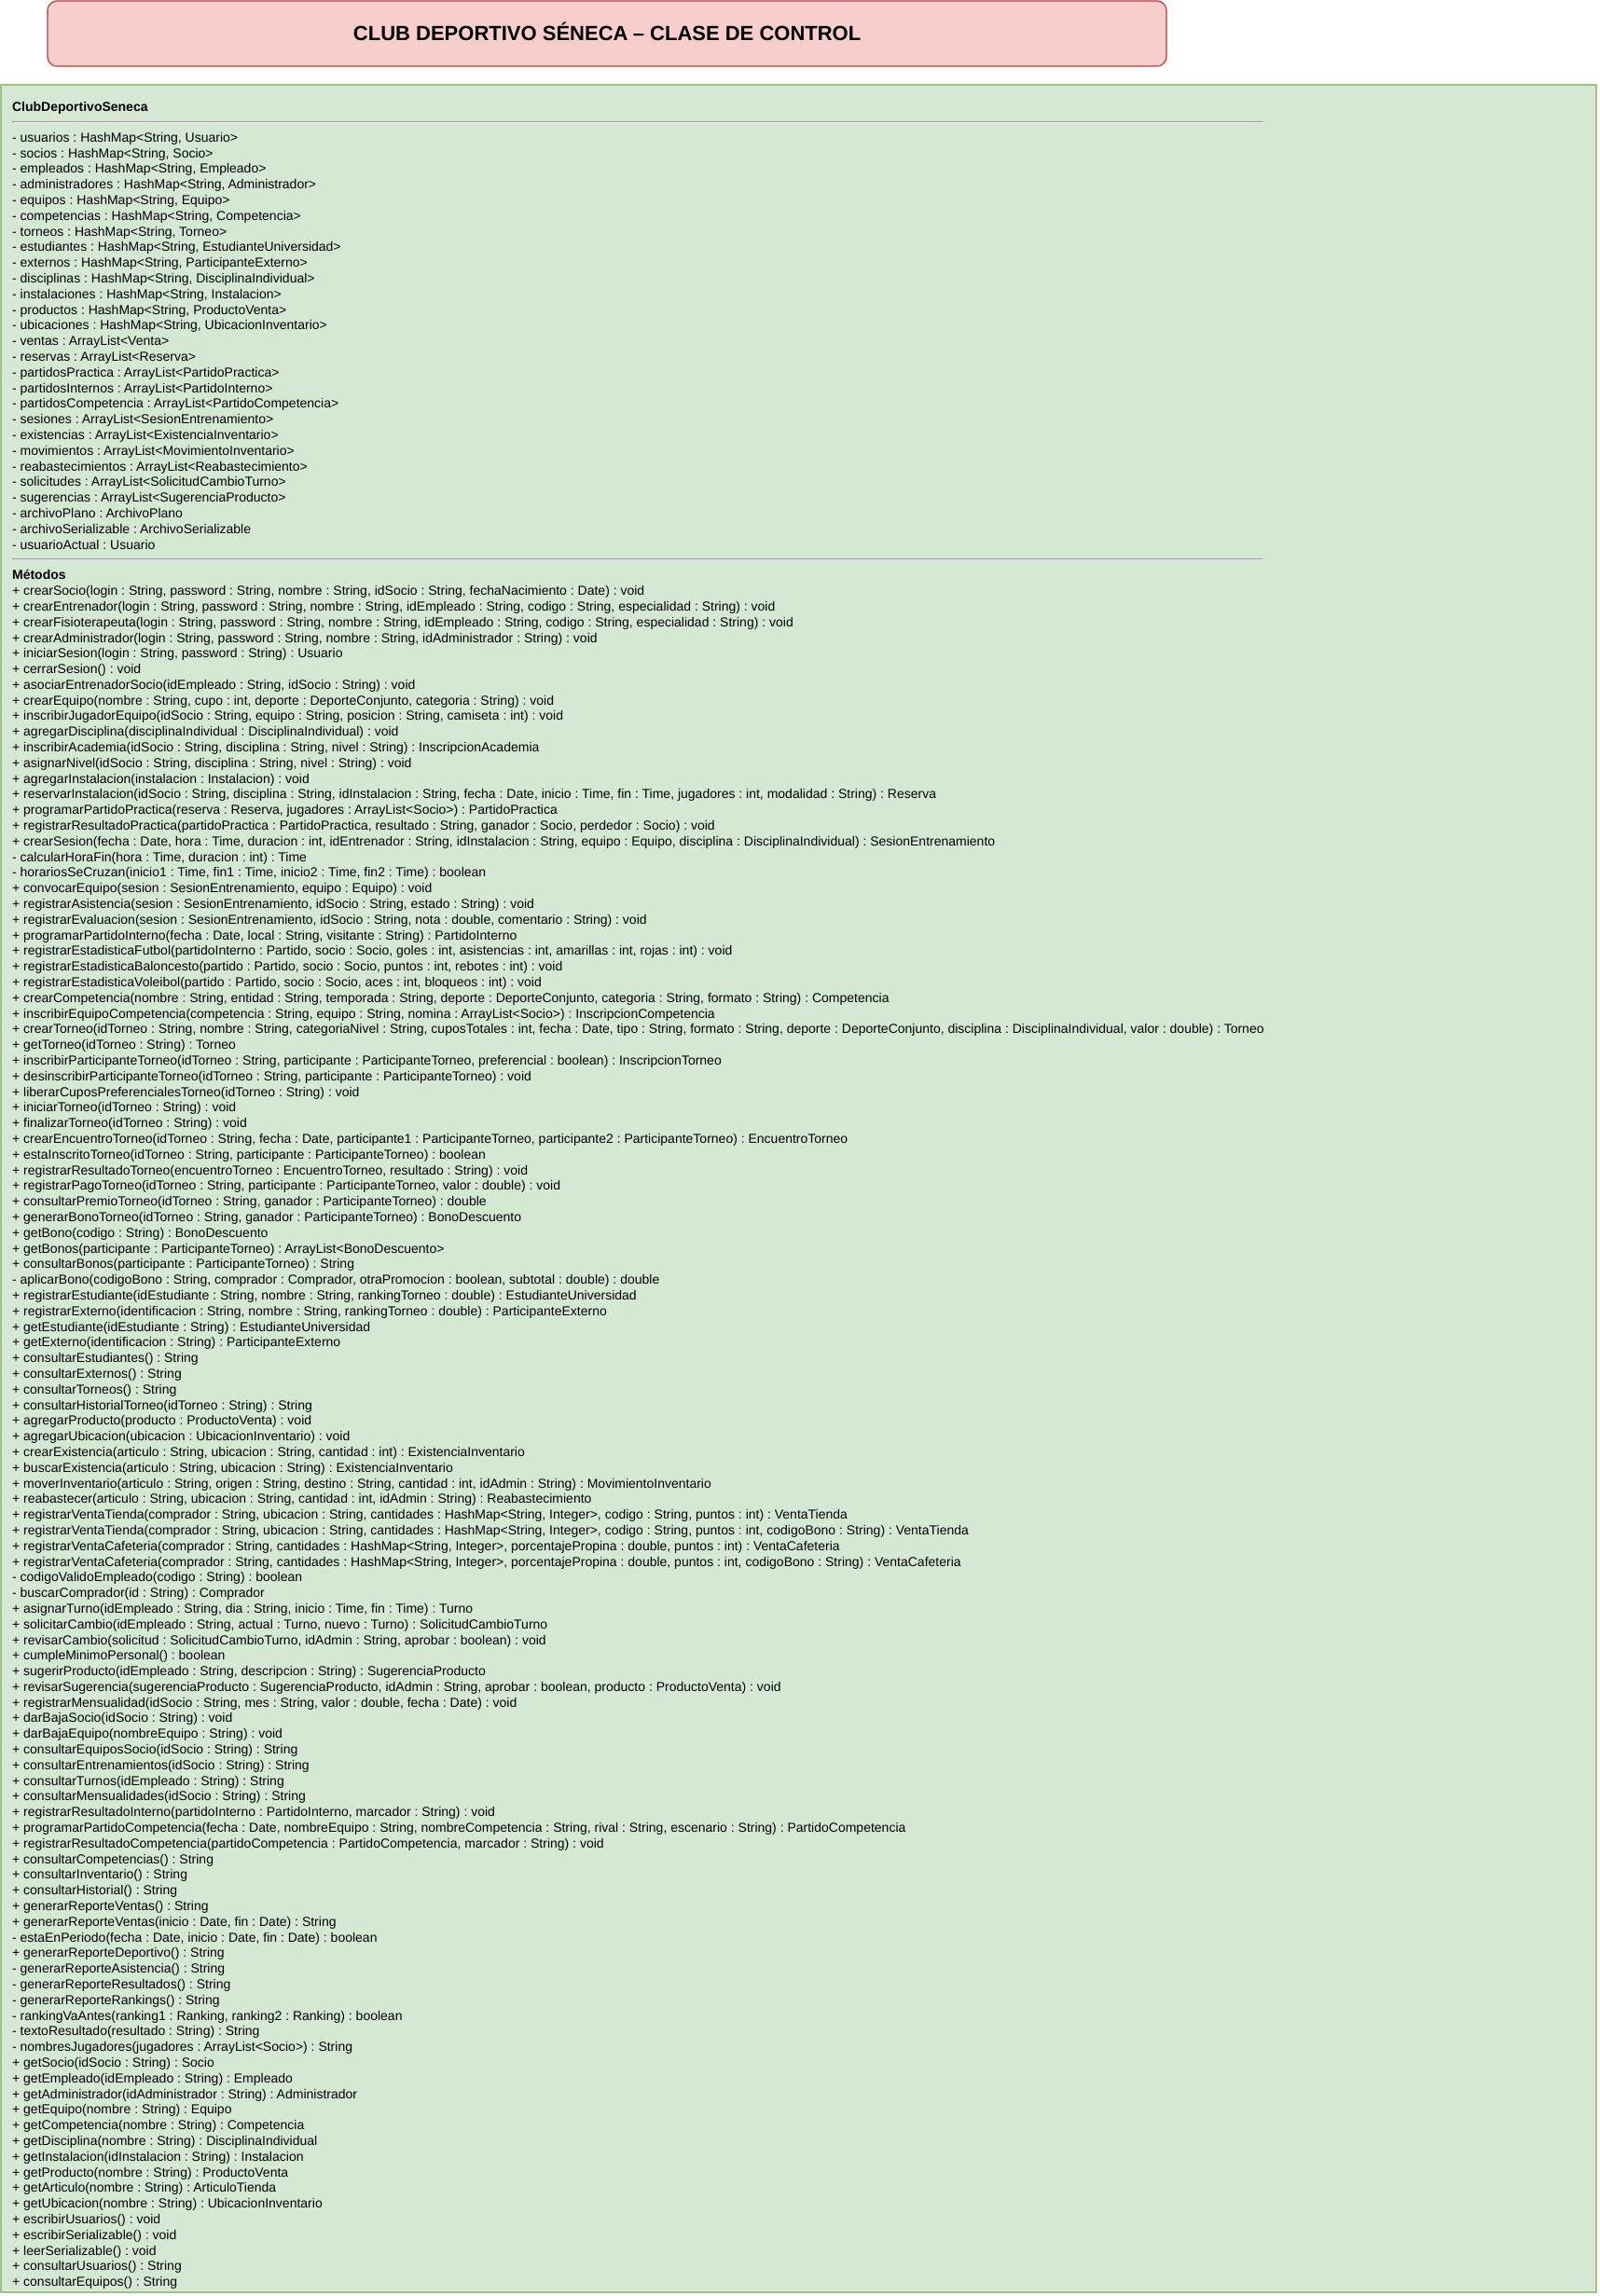 CLUB DEPORTIVO SÉNECA – CLASE DE CONTROL
ClubDeportivoSeneca
- usuarios : HashMap<String, Usuario>
- socios : HashMap<String, Socio>
- empleados : HashMap<String, Empleado>
- administradores : HashMap<String, Administrador>
- equipos : HashMap<String, Equipo>
- competencias : HashMap<String, Competencia>
- torneos : HashMap<String, Torneo>
- estudiantes : HashMap<String, EstudianteUniversidad>
- externos : HashMap<String, ParticipanteExterno>
- disciplinas : HashMap<String, DisciplinaIndividual>
- instalaciones : HashMap<String, Instalacion>
- productos : HashMap<String, ProductoVenta>
- ubicaciones : HashMap<String, UbicacionInventario>
- ventas : ArrayList<Venta>
- reservas : ArrayList<Reserva>
- partidosPractica : ArrayList<PartidoPractica>
- partidosInternos : ArrayList<PartidoInterno>
- partidosCompetencia : ArrayList<PartidoCompetencia>
- sesiones : ArrayList<SesionEntrenamiento>
- existencias : ArrayList<ExistenciaInventario>
- movimientos : ArrayList<MovimientoInventario>
- reabastecimientos : ArrayList<Reabastecimiento>
- solicitudes : ArrayList<SolicitudCambioTurno>
- sugerencias : ArrayList<SugerenciaProducto>
- archivoPlano : ArchivoPlano
- archivoSerializable : ArchivoSerializable
- usuarioActual : Usuario
Métodos
+ crearSocio(login : String, password : String, nombre : String, idSocio : String, fechaNacimiento : Date) : void
+ crearEntrenador(login : String, password : String, nombre : String, idEmpleado : String, codigo : String, especialidad : String) : void
+ crearFisioterapeuta(login : String, password : String, nombre : String, idEmpleado : String, codigo : String, especialidad : String) : void
+ crearAdministrador(login : String, password : String, nombre : String, idAdministrador : String) : void
+ iniciarSesion(login : String, password : String) : Usuario
+ cerrarSesion() : void
+ asociarEntrenadorSocio(idEmpleado : String, idSocio : String) : void
+ crearEquipo(nombre : String, cupo : int, deporte : DeporteConjunto, categoria : String) : void
+ inscribirJugadorEquipo(idSocio : String, equipo : String, posicion : String, camiseta : int) : void
+ agregarDisciplina(disciplinaIndividual : DisciplinaIndividual) : void
+ inscribirAcademia(idSocio : String, disciplina : String, nivel : String) : InscripcionAcademia
+ asignarNivel(idSocio : String, disciplina : String, nivel : String) : void
+ agregarInstalacion(instalacion : Instalacion) : void
+ reservarInstalacion(idSocio : String, disciplina : String, idInstalacion : String, fecha : Date, inicio : Time, fin : Time, jugadores : int, modalidad : String) : Reserva
+ programarPartidoPractica(reserva : Reserva, jugadores : ArrayList<Socio>) : PartidoPractica
+ registrarResultadoPractica(partidoPractica : PartidoPractica, resultado : String, ganador : Socio, perdedor : Socio) : void
+ crearSesion(fecha : Date, hora : Time, duracion : int, idEntrenador : String, idInstalacion : String, equipo : Equipo, disciplina : DisciplinaIndividual) : SesionEntrenamiento
- calcularHoraFin(hora : Time, duracion : int) : Time
- horariosSeCruzan(inicio1 : Time, fin1 : Time, inicio2 : Time, fin2 : Time) : boolean
+ convocarEquipo(sesion : SesionEntrenamiento, equipo : Equipo) : void
+ registrarAsistencia(sesion : SesionEntrenamiento, idSocio : String, estado : String) : void
+ registrarEvaluacion(sesion : SesionEntrenamiento, idSocio : String, nota : double, comentario : String) : void
+ programarPartidoInterno(fecha : Date, local : String, visitante : String) : PartidoInterno
+ registrarEstadisticaFutbol(partidoInterno : Partido, socio : Socio, goles : int, asistencias : int, amarillas : int, rojas : int) : void
+ registrarEstadisticaBaloncesto(partido : Partido, socio : Socio, puntos : int, rebotes : int) : void
+ registrarEstadisticaVoleibol(partido : Partido, socio : Socio, aces : int, bloqueos : int) : void
+ crearCompetencia(nombre : String, entidad : String, temporada : String, deporte : DeporteConjunto, categoria : String, formato : String) : Competencia
+ inscribirEquipoCompetencia(competencia : String, equipo : String, nomina : ArrayList<Socio>) : InscripcionCompetencia
+ crearTorneo(idTorneo : String, nombre : String, categoriaNivel : String, cuposTotales : int, fecha : Date, tipo : String, formato : String, deporte : DeporteConjunto, disciplina : DisciplinaIndividual, valor : double) : Torneo
+ getTorneo(idTorneo : String) : Torneo
+ inscribirParticipanteTorneo(idTorneo : String, participante : ParticipanteTorneo, preferencial : boolean) : InscripcionTorneo
+ desinscribirParticipanteTorneo(idTorneo : String, participante : ParticipanteTorneo) : void
+ liberarCuposPreferencialesTorneo(idTorneo : String) : void
+ iniciarTorneo(idTorneo : String) : void
+ finalizarTorneo(idTorneo : String) : void
+ crearEncuentroTorneo(idTorneo : String, fecha : Date, participante1 : ParticipanteTorneo, participante2 : ParticipanteTorneo) : EncuentroTorneo
+ estaInscritoTorneo(idTorneo : String, participante : ParticipanteTorneo) : boolean
+ registrarResultadoTorneo(encuentroTorneo : EncuentroTorneo, resultado : String) : void
+ registrarPagoTorneo(idTorneo : String, participante : ParticipanteTorneo, valor : double) : void
+ consultarPremioTorneo(idTorneo : String, ganador : ParticipanteTorneo) : double
+ generarBonoTorneo(idTorneo : String, ganador : ParticipanteTorneo) : BonoDescuento
+ getBono(codigo : String) : BonoDescuento
+ getBonos(participante : ParticipanteTorneo) : ArrayList<BonoDescuento>
+ consultarBonos(participante : ParticipanteTorneo) : String
- aplicarBono(codigoBono : String, comprador : Comprador, otraPromocion : boolean, subtotal : double) : double
+ registrarEstudiante(idEstudiante : String, nombre : String, rankingTorneo : double) : EstudianteUniversidad
+ registrarExterno(identificacion : String, nombre : String, rankingTorneo : double) : ParticipanteExterno
+ getEstudiante(idEstudiante : String) : EstudianteUniversidad
+ getExterno(identificacion : String) : ParticipanteExterno
+ consultarEstudiantes() : String
+ consultarExternos() : String
+ consultarTorneos() : String
+ consultarHistorialTorneo(idTorneo : String) : String
+ agregarProducto(producto : ProductoVenta) : void
+ agregarUbicacion(ubicacion : UbicacionInventario) : void
+ crearExistencia(articulo : String, ubicacion : String, cantidad : int) : ExistenciaInventario
+ buscarExistencia(articulo : String, ubicacion : String) : ExistenciaInventario
+ moverInventario(articulo : String, origen : String, destino : String, cantidad : int, idAdmin : String) : MovimientoInventario
+ reabastecer(articulo : String, ubicacion : String, cantidad : int, idAdmin : String) : Reabastecimiento
+ registrarVentaTienda(comprador : String, ubicacion : String, cantidades : HashMap<String, Integer>, codigo : String, puntos : int) : VentaTienda
+ registrarVentaTienda(comprador : String, ubicacion : String, cantidades : HashMap<String, Integer>, codigo : String, puntos : int, codigoBono : String) : VentaTienda
+ registrarVentaCafeteria(comprador : String, cantidades : HashMap<String, Integer>, porcentajePropina : double, puntos : int) : VentaCafeteria
+ registrarVentaCafeteria(comprador : String, cantidades : HashMap<String, Integer>, porcentajePropina : double, puntos : int, codigoBono : String) : VentaCafeteria
- codigoValidoEmpleado(codigo : String) : boolean
- buscarComprador(id : String) : Comprador
+ asignarTurno(idEmpleado : String, dia : String, inicio : Time, fin : Time) : Turno
+ solicitarCambio(idEmpleado : String, actual : Turno, nuevo : Turno) : SolicitudCambioTurno
+ revisarCambio(solicitud : SolicitudCambioTurno, idAdmin : String, aprobar : boolean) : void
+ cumpleMinimoPersonal() : boolean
+ sugerirProducto(idEmpleado : String, descripcion : String) : SugerenciaProducto
+ revisarSugerencia(sugerenciaProducto : SugerenciaProducto, idAdmin : String, aprobar : boolean, producto : ProductoVenta) : void
+ registrarMensualidad(idSocio : String, mes : String, valor : double, fecha : Date) : void
+ darBajaSocio(idSocio : String) : void
+ darBajaEquipo(nombreEquipo : String) : void
+ consultarEquiposSocio(idSocio : String) : String
+ consultarEntrenamientos(idSocio : String) : String
+ consultarTurnos(idEmpleado : String) : String
+ consultarMensualidades(idSocio : String) : String
+ registrarResultadoInterno(partidoInterno : PartidoInterno, marcador : String) : void
+ programarPartidoCompetencia(fecha : Date, nombreEquipo : String, nombreCompetencia : String, rival : String, escenario : String) : PartidoCompetencia
+ registrarResultadoCompetencia(partidoCompetencia : PartidoCompetencia, marcador : String) : void
+ consultarCompetencias() : String
+ consultarInventario() : String
+ consultarHistorial() : String
+ generarReporteVentas() : String
+ generarReporteVentas(inicio : Date, fin : Date) : String
- estaEnPeriodo(fecha : Date, inicio : Date, fin : Date) : boolean
+ generarReporteDeportivo() : String
- generarReporteAsistencia() : String
- generarReporteResultados() : String
- generarReporteRankings() : String
- rankingVaAntes(ranking1 : Ranking, ranking2 : Ranking) : boolean
- textoResultado(resultado : String) : String
- nombresJugadores(jugadores : ArrayList<Socio>) : String
+ getSocio(idSocio : String) : Socio
+ getEmpleado(idEmpleado : String) : Empleado
+ getAdministrador(idAdministrador : String) : Administrador
+ getEquipo(nombre : String) : Equipo
+ getCompetencia(nombre : String) : Competencia
+ getDisciplina(nombre : String) : DisciplinaIndividual
+ getInstalacion(idInstalacion : String) : Instalacion
+ getProducto(nombre : String) : ProductoVenta
+ getArticulo(nombre : String) : ArticuloTienda
+ getUbicacion(nombre : String) : UbicacionInventario
+ escribirUsuarios() : void
+ escribirSerializable() : void
+ leerSerializable() : void
+ consultarUsuarios() : String
+ consultarEquipos() : String